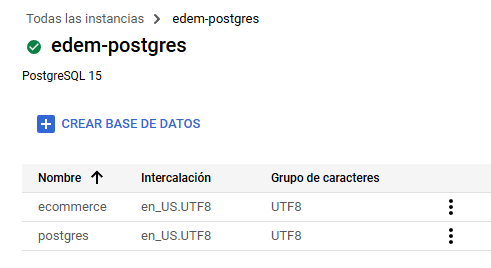 Todas las instancias > edem-postgres
edem-postgres
PostgreSQL 15
CREAR BASE DE DATOS
Nombre ↑ Intercalación Grupo de caracteres
ecommerce en_US.UTF8 UTF8
postgres en_US.UTF8 UTF8